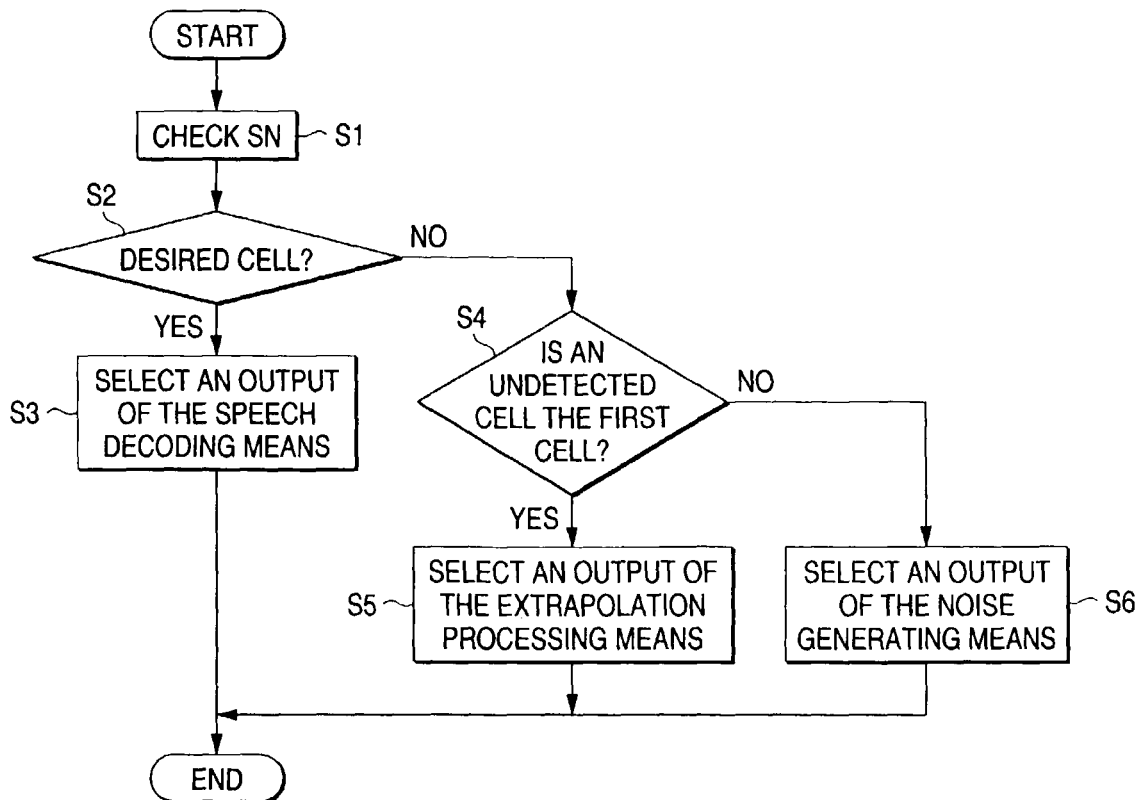 START
CHECK SN
S1
S2
DESIRED CELL?
NO
YES
S3
SELECT AN OUTPUT
OF THE SPEECH
DECODING MEANS
S4
IS AN
UNDETECTED
CELL THE FIRST
CELL?
NO
YES
S5
SELECT AN OUTPUT OF
THE EXTRAPOLATION
PROCESSING MEANS
SELECT AN OUTPUT
OF THE NOISE
GENERATING MEANS
S6
END